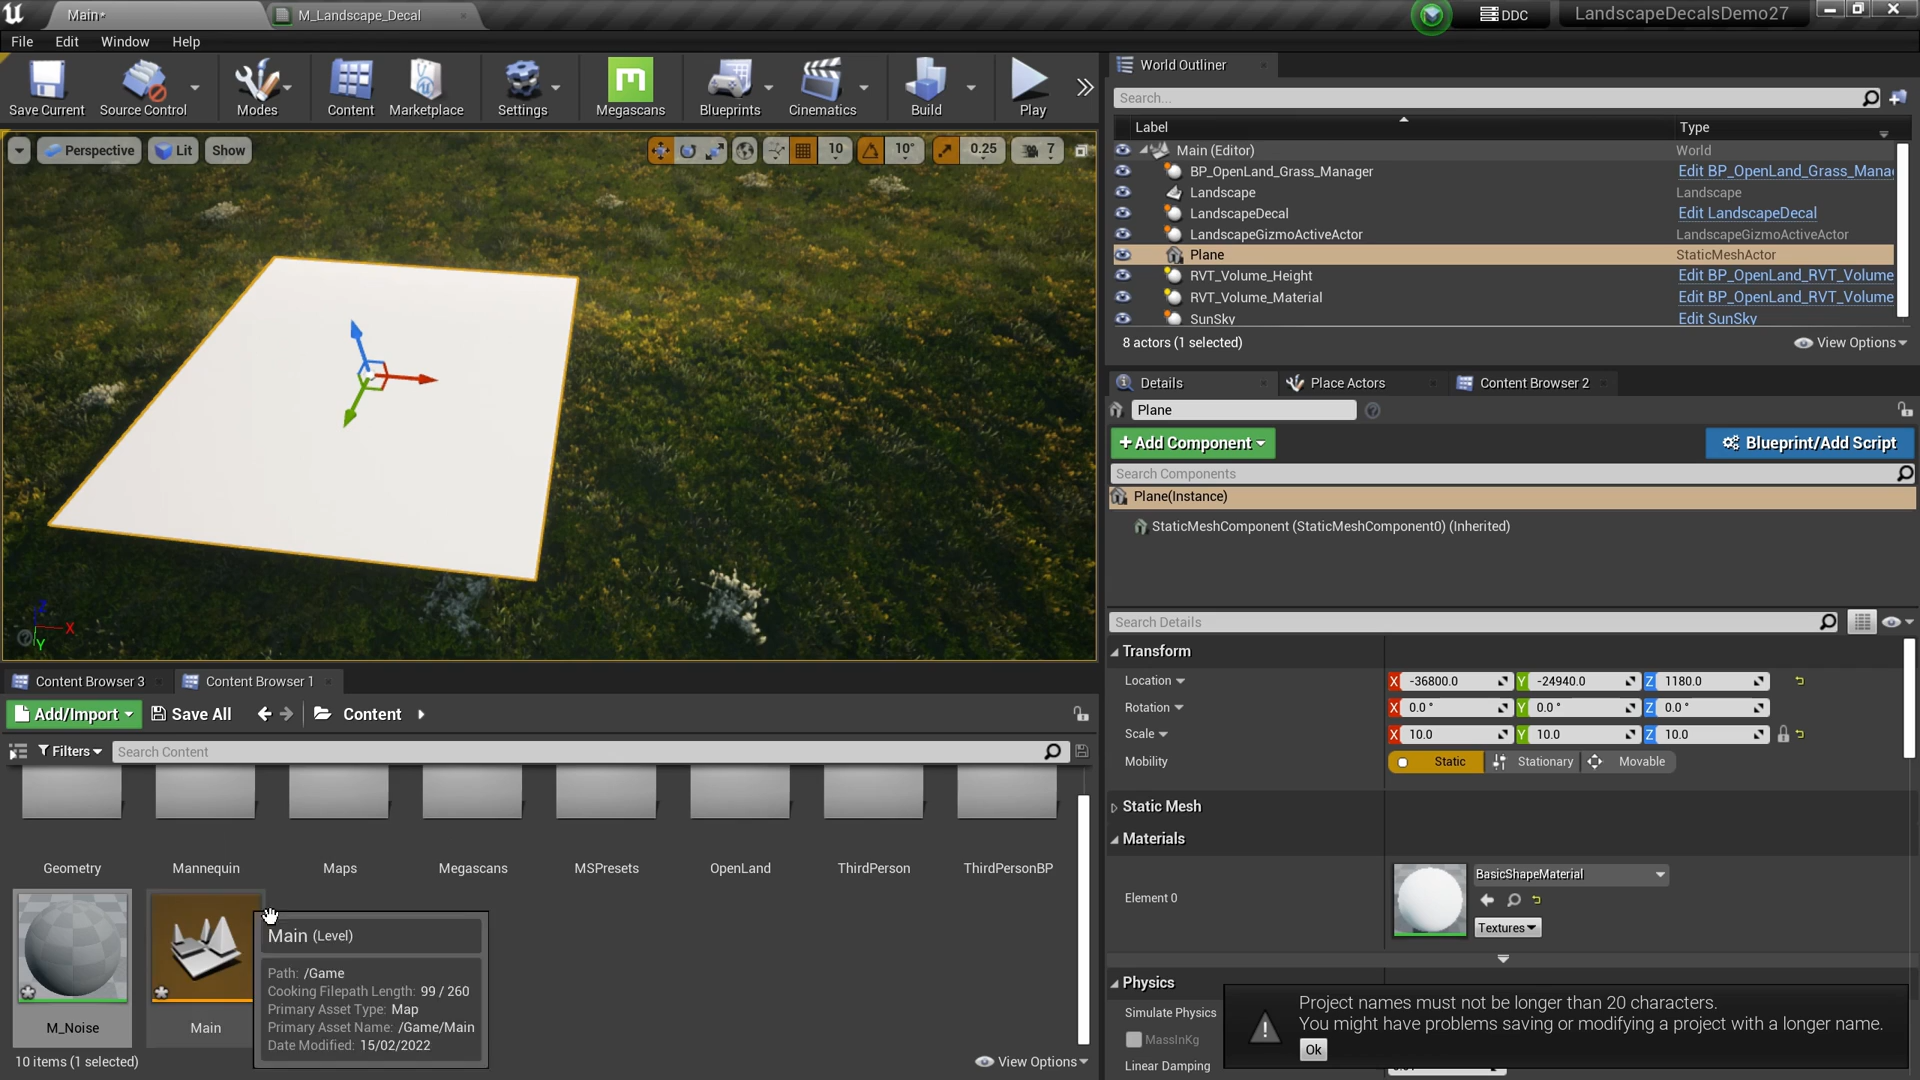 Main*
M_Landscape_Decal
DDC
LandscapeDecalsDemo27
File Edit Window Help
Save Current
Source Control
Modes
Content
Marketplace
Settings
Megascans
Blueprints
Cinematics
Build
Play
Perspective
Lit
Show
10
10°
0.25
7
X
Y
World Outliner
Search...
Label Type
Main (Editor) World
BP_OpenLand_Grass_Manager Edit BP_OpenLand_Grass_Mana
Landscape Landscape
LandscapeDecal Edit LandscapeDecal
LandscapeGizmoActiveActor LandscapeGizmoActiveActor
Plane StaticMeshActor
RVT_Volume_Height Edit BP_OpenLand_RVT_Volume
RVT_Volume_Material Edit BP_OpenLand_RVT_Volume
SunSky Edit SunSky
8 actors (1 selected) View Options
Details
Place Actors
Content Browser 2
Plane
+Add Component
Blueprint/Add Script
Search Components
Plane(Instance)
StaticMeshComponent (StaticMeshComponent0) (Inherited)
Search Details
Transform
Location X -36800.0 Y -24940.0 Z 1180.0
Rotation X 0.0 ° Y 0.0 ° Z 0.0 °
Scale X 10.0 Y 10.0 Z 10.0
Mobility Static Stationary Movable
Static Mesh
Materials
Element 0
BasicShapeMaterial
Textures
Physics
Simulate Physics
MassInKg
Linear Damping
Project names must not be longer than 20 characters.
You might have problems saving or modifying a project with a longer name.
Ok
Content Browser 3
Content Browser 1
Add/Import
Save All
Content
Filters
Search Content
Geometry
Mannequin
Maps
Megascans
MSPresets
OpenLand
ThirdPerson
ThirdPersonBP
M_Noise
Main
Main (Level)
Path: /Game
Cooking Filepath Length: 99 / 260
Primary Asset Type: Map
Primary Asset Name: /Game/Main
Date Modified: 15/02/2022
10 items (1 selected)
View Options